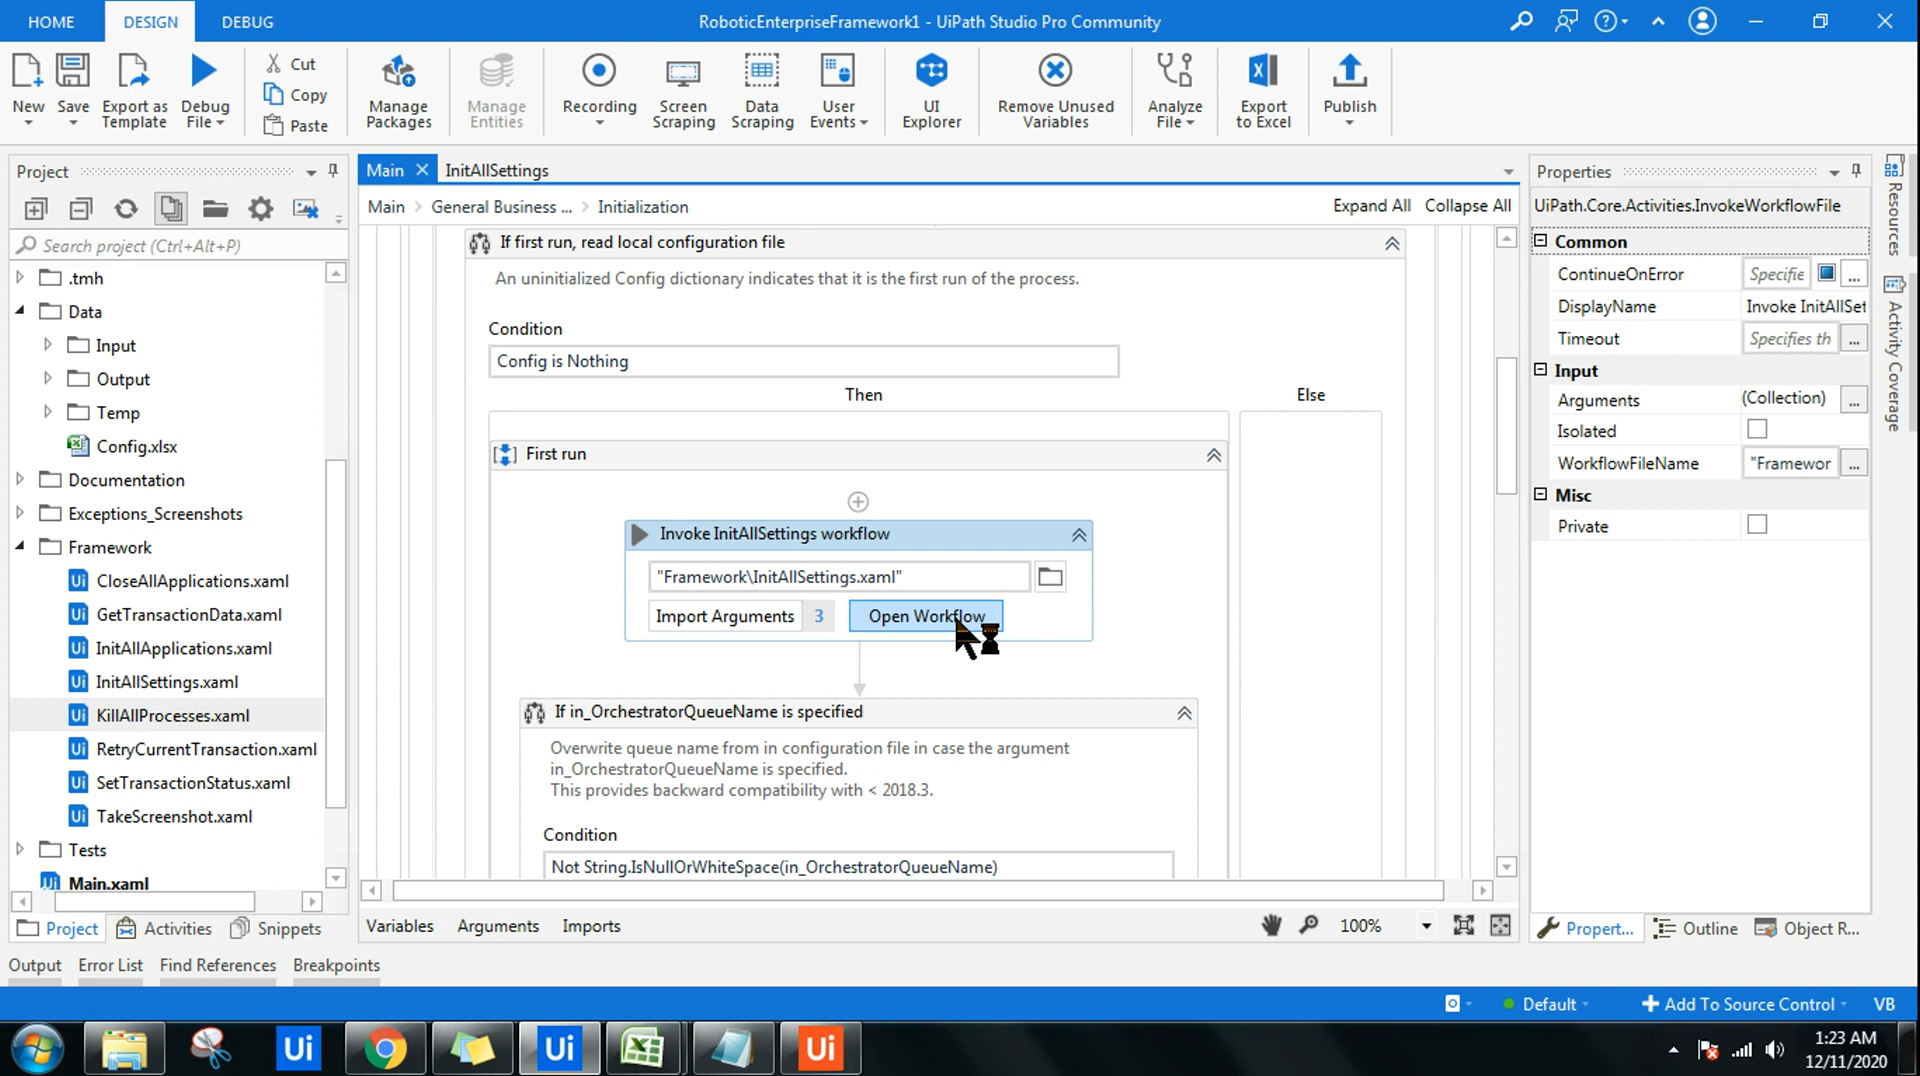 HOME
DESIGN
DEBUG
RoboticEnterpriseFramework1 - UiPath Studio Pro Community
New
Save
Export as
Template
Debug
File
Cut
Copy
Paste
Manage
Packages
Manage
Entities
Recording
Screen
Scraping
Data
Scraping
User
Events
UI
Explorer
Remove Unused
Variables
Analyze
File
Export
to Excel
Publish
Project
Search project (Ctrl+Alt+P)
.tmh
Data
Input
Output
Temp
Config.xlsx
Documentation
Exceptions_Screenshots
Framework
CloseAllApplications.xaml
GetTransactionData.xaml
InitAllApplications.xaml
InitAllSettings.xaml
KillAllProcesses.xaml
RetryCurrentTransaction.xaml
SetTransactionStatus.xaml
TakeScreenshot.xaml
Tests
Main.xaml
Project
Activities
Snippets
Main
InitAllSettings
Main > General Business ... > Initialization
Expand All
Collapse All
If first run, read local configuration file
An uninitialized Config dictionary indicates that it is the first run of the process.
Condition
Config is Nothing
Then
Else
First run
Invoke InitAllSettings workflow
"Framework\InitAllSettings.xaml"
Import Arguments 3
Open Workflow
If in_OrchestratorQueueName is specified
Overwrite queue name from in configuration file in case the argument
in_OrchestratorQueueName is specified.
This provides backward compatibility with < 2018.3.
Condition
Not String.IsNullOrWhiteSpace(in_OrchestratorQueueName)
Variables
Arguments
Imports
100%
Properties
UiPath.Core.Activities.InvokeWorkflowFile
Common
ContinueOnError Specifie ...
DisplayName Invoke InitAllSet
Timeout Specifies th ...
Input
Arguments (Collection) ...
Isolated
WorkflowFileName "Framewor ...
Misc
Private
Propert...
Outline
Object R...
Resources
Activity Coverage
Output
Error List
Find References
Breakpoints
Default
Add To Source Control
VB
Ui
Ui
Ui
1:23 AM
12/11/2020